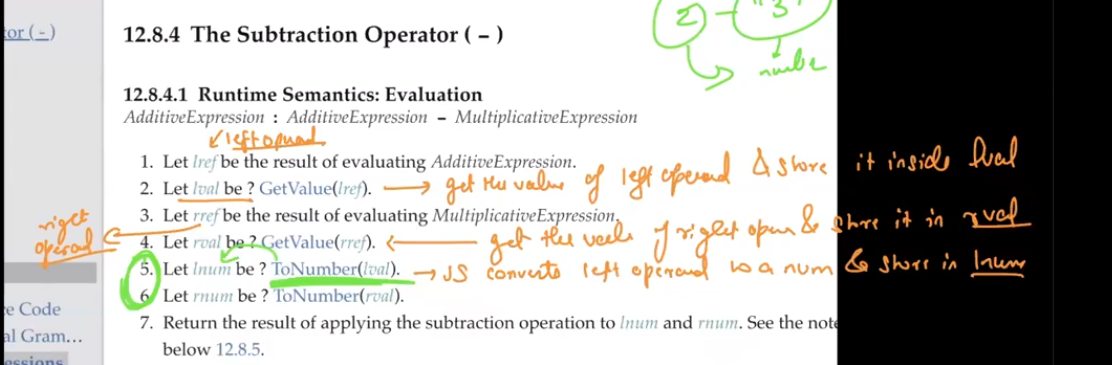 or (-)
12.8.4 The Subtraction Operator ( – )
2 - "3"
numbe
12.8.4.1 Runtime Semantics: Evaluation
AdditiveExpression : AdditiveExpression – MultiplicativeExpression
left
1. Let lref be the result of evaluating AdditiveExpression.
2. Let lval be ? GetValue(lref). → get the value of left operand & store it inside lval
3. Let rref be the result of evaluating MultiplicativeExpression.
right
operand
4. Let rval be ? GetValue(rref). ← get the of right & store it in rval
5. Let lnum be ? ToNumber(lval). → JS converts left operand to a num & store in lnum
6. Let rnum be ? ToNumber(rval).
7. Return the result of applying the subtraction operation to lnum and rnum. See the note
below 12.8.5.
e Code
al Gram...
essions